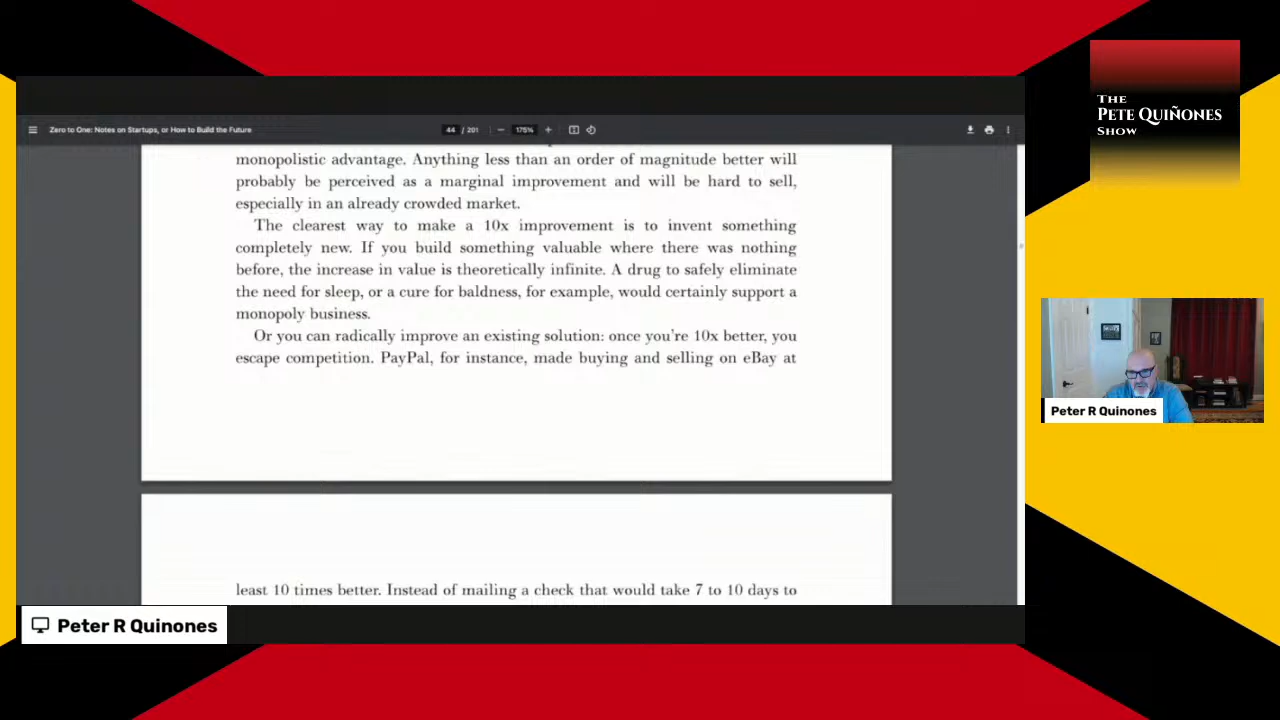 Zero to One: Notes on Startups, or How to Build the Future
44 / 201
175%
monopolistic advantage. Anything less than an order of magnitude better will
probably be perceived as a marginal improvement and will be hard to sell,
especially in an already crowded market.
The clearest way to make a 10x improvement is to invent something
completely new. If you build something valuable where there was nothing
before, the increase in value is theoretically infinite. A drug to safely eliminate
the need for sleep, or a cure for baldness, for example, would certainly support a
monopoly business.
Or you can radically improve an existing solution: once you're 10x better, you
escape competition. PayPal, for instance, made buying and selling on eBay at
least 10 times better. Instead of mailing a check that would take 7 to 10 days to
Peter R Quinones
THE
PETE QUIÑONES
SHOW
Peter R Quinones